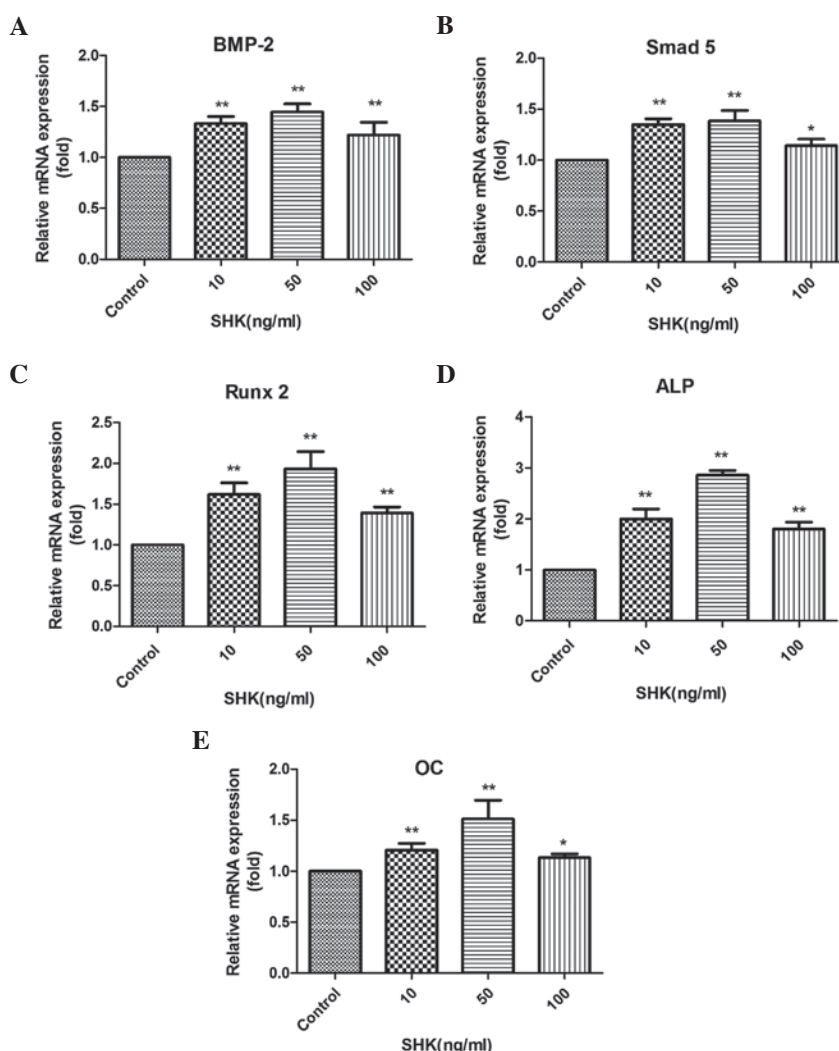 A
BMP-2
Relative mRNA expression
(fold)
2.0
1.5
1.0
0.5
0.0
** ** **
Control 10 50 100
SHK(ng/ml)
B
Smad 5
Relative mRNA expression
(fold)
2.0
1.5
1.0
0.5
0.0
** ** *
Control 10 50 100
SHK(ng/ml)
C
Runx 2
Relative mRNA expression
(fold)
2.5
2.0
1.5
1.0
0.5
0.0
** ** **
Control 10 50 100
SHK(ng/ml)
D
ALP
Relative mRNA expression
(fold)
4
3
2
1
0
** ** **
Control 10 50 100
SHK(ng/ml)
E
OC
Relative mRNA expression
(fold)
2.0
1.5
1.0
0.5
0.0
** ** *
Control 10 50 100
SHK(ng/ml)